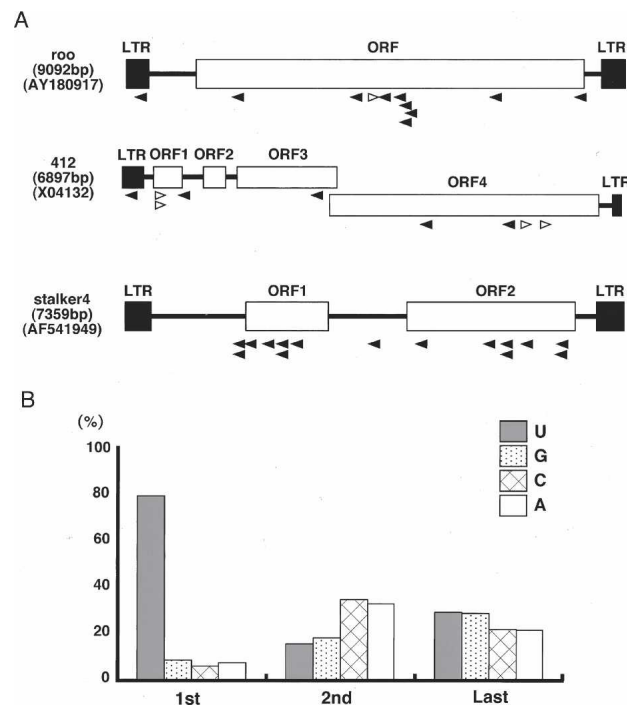 A
roo
(9092bp)
(AY180917)
LTR
ORF
LTR
412
(6897bp)
(X04132)
LTR ORF1 ORF2 ORF3
ORF4
LTR
stalker4
(7359bp)
(AF541949)
LTR
ORF1
ORF2
LTR
B
(%)
100
80
60
40
20
0
U
G
C
A
1st
2nd
Last